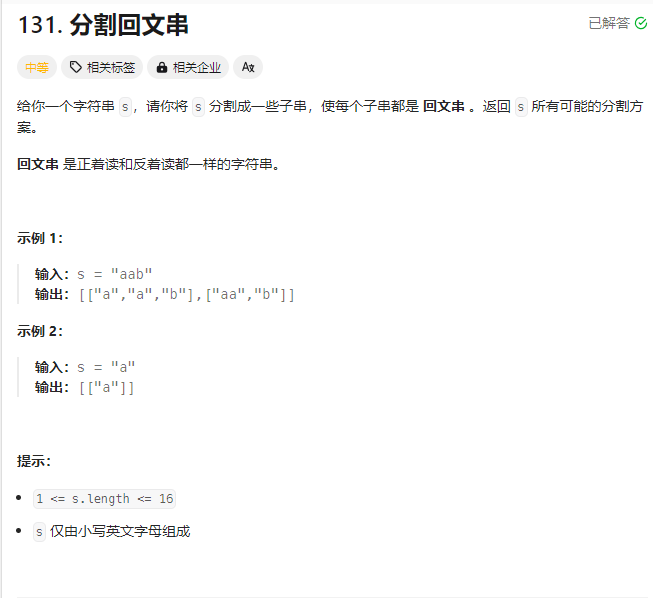 131. 分割回文串
已解答
中等 相关标签 相关企业 Aあ
给你一个字符串 s，请你将 s 分割成一些子串，使每个子串都是 回文串 。返回 s 所有可能的分割方
案。
回文串 是正着读和反着读都一样的字符串。
示例 1：
输入：s = "aab"
输出：[["a","a","b"],["aa","b"]]
示例 2：
输入：s = "a"
输出：[["a"]]
提示：
• 1 <= s.length <= 16
• s 仅由小写英文字母组成